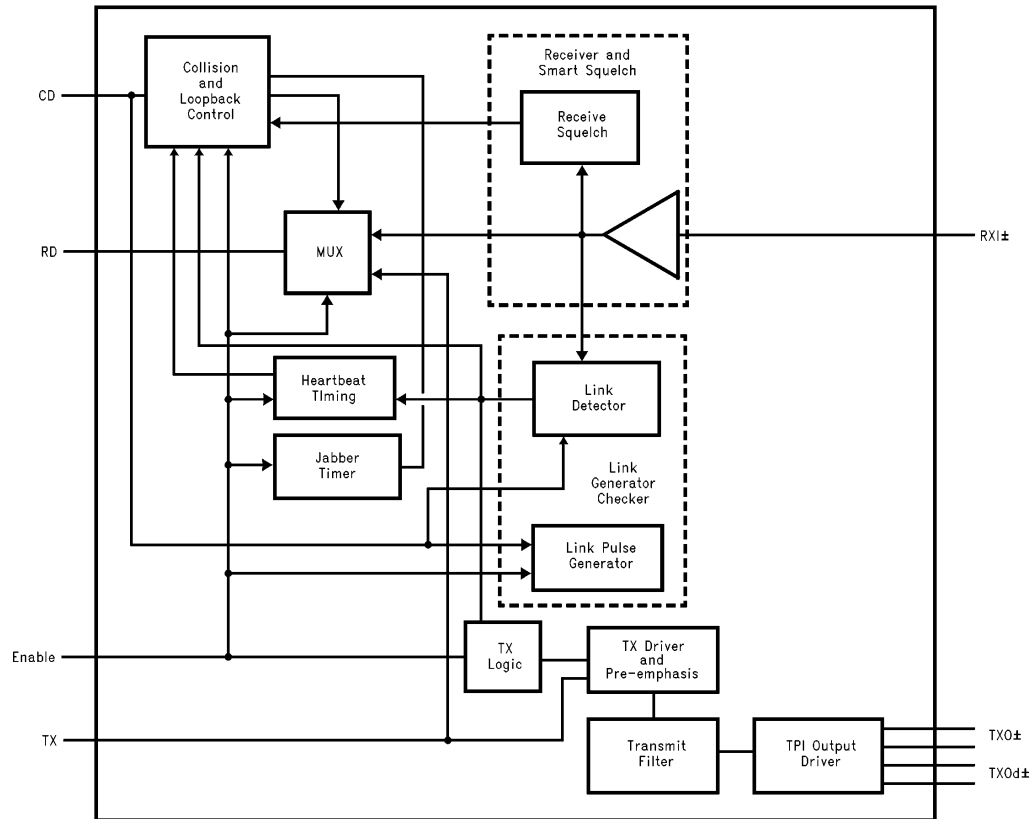 Collision
and
Loopback
Control
Receiver and
Smart Squelch
CD
Receive
Squelch
RD
MUX
RXI±
Heartbeat
TIming
Link
Detector
Jabber
Timer
Link
Generator
Checker
Link Pulse
Generator
Enable
TX
Logic
TX Driver
and
Pre-emphasis
TX
Transmit
Filter
TPI Output
Driver
TXO±
TXOd±